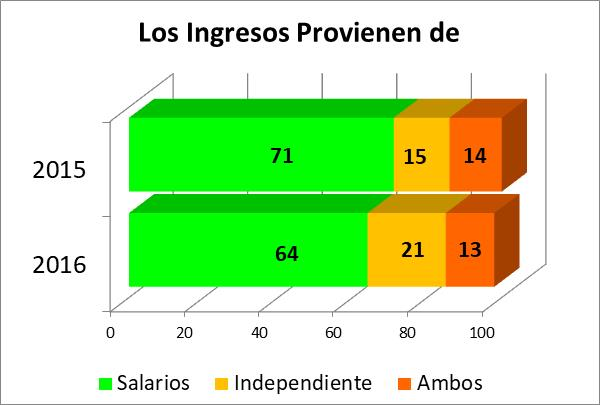 Los Ingresos Provienen de
2015
71 15 14
2016
64 21 13
0 20 40 60 80 100
Salarios Independiente Ambos